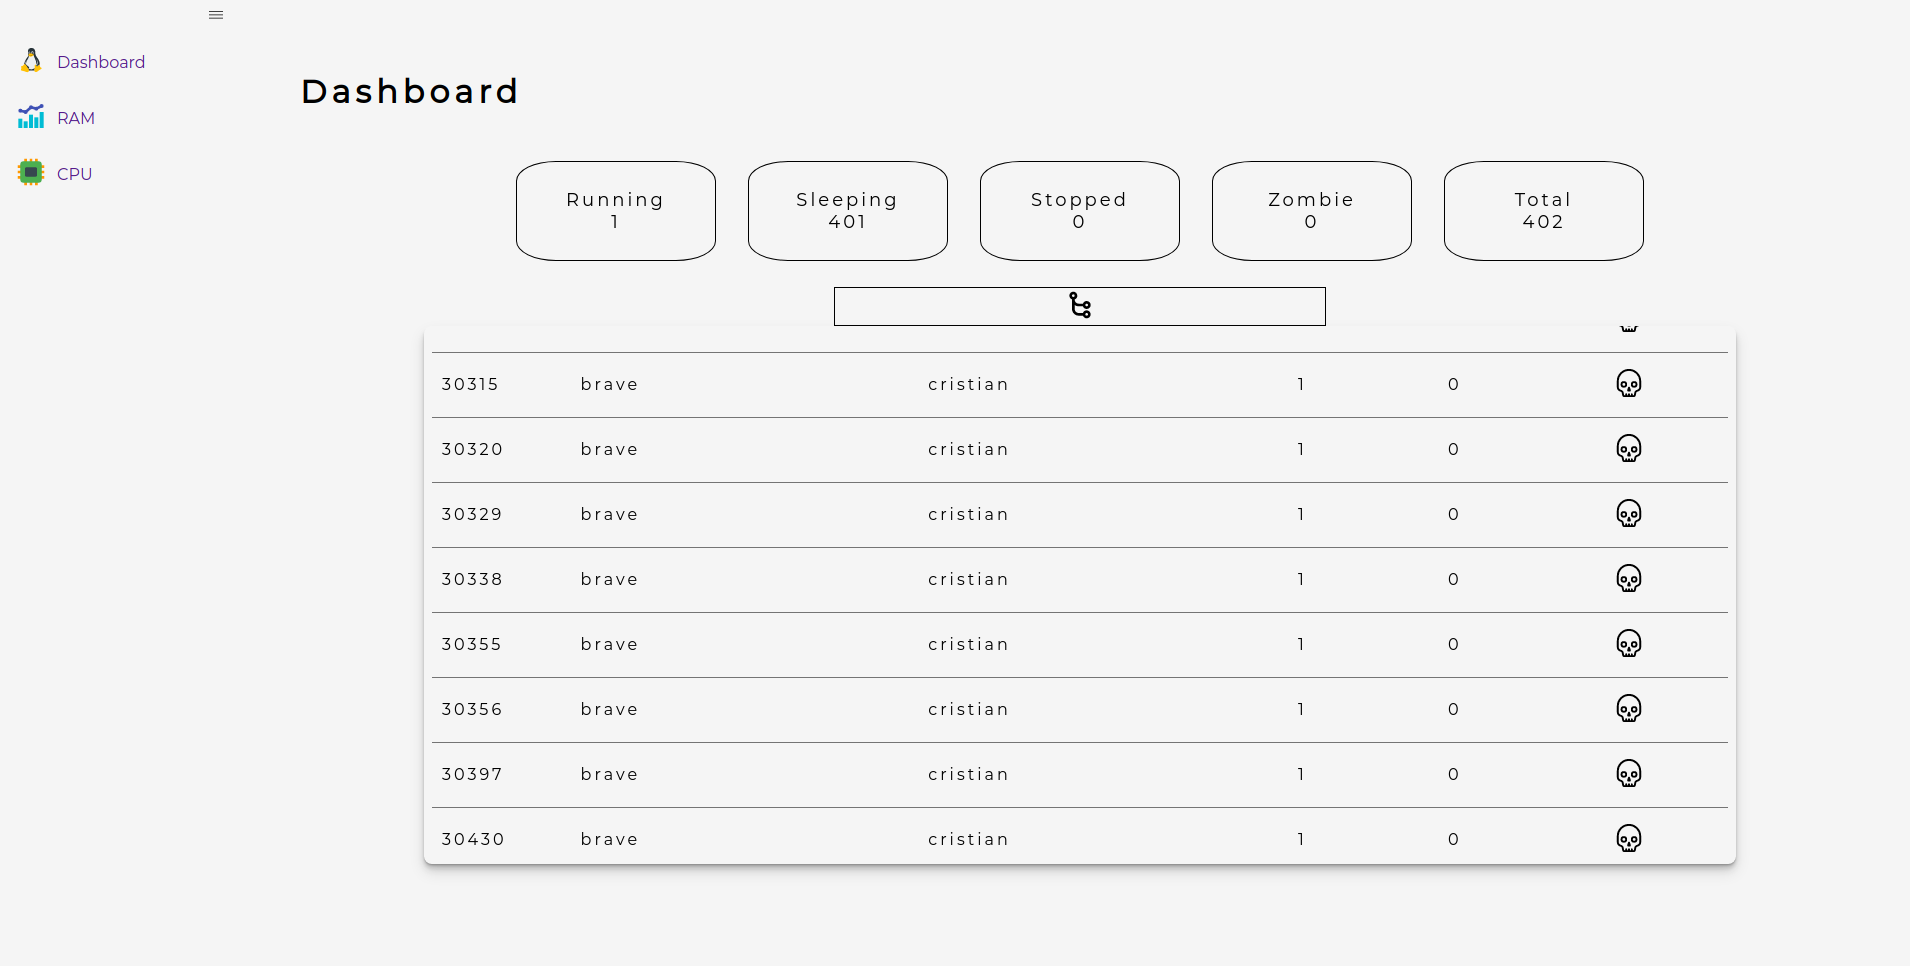 Dashboard
RAM
CPU
Dashboard
Running
1
Sleeping
401
Stopped
0
Zombie
0
Total
402
30315 brave cristian 1 0
30320 brave cristian 1 0
30329 brave cristian 1 0
30338 brave cristian 1 0
30355 brave cristian 1 0
30356 brave cristian 1 0
30397 brave cristian 1 0
30430 brave cristian 1 0